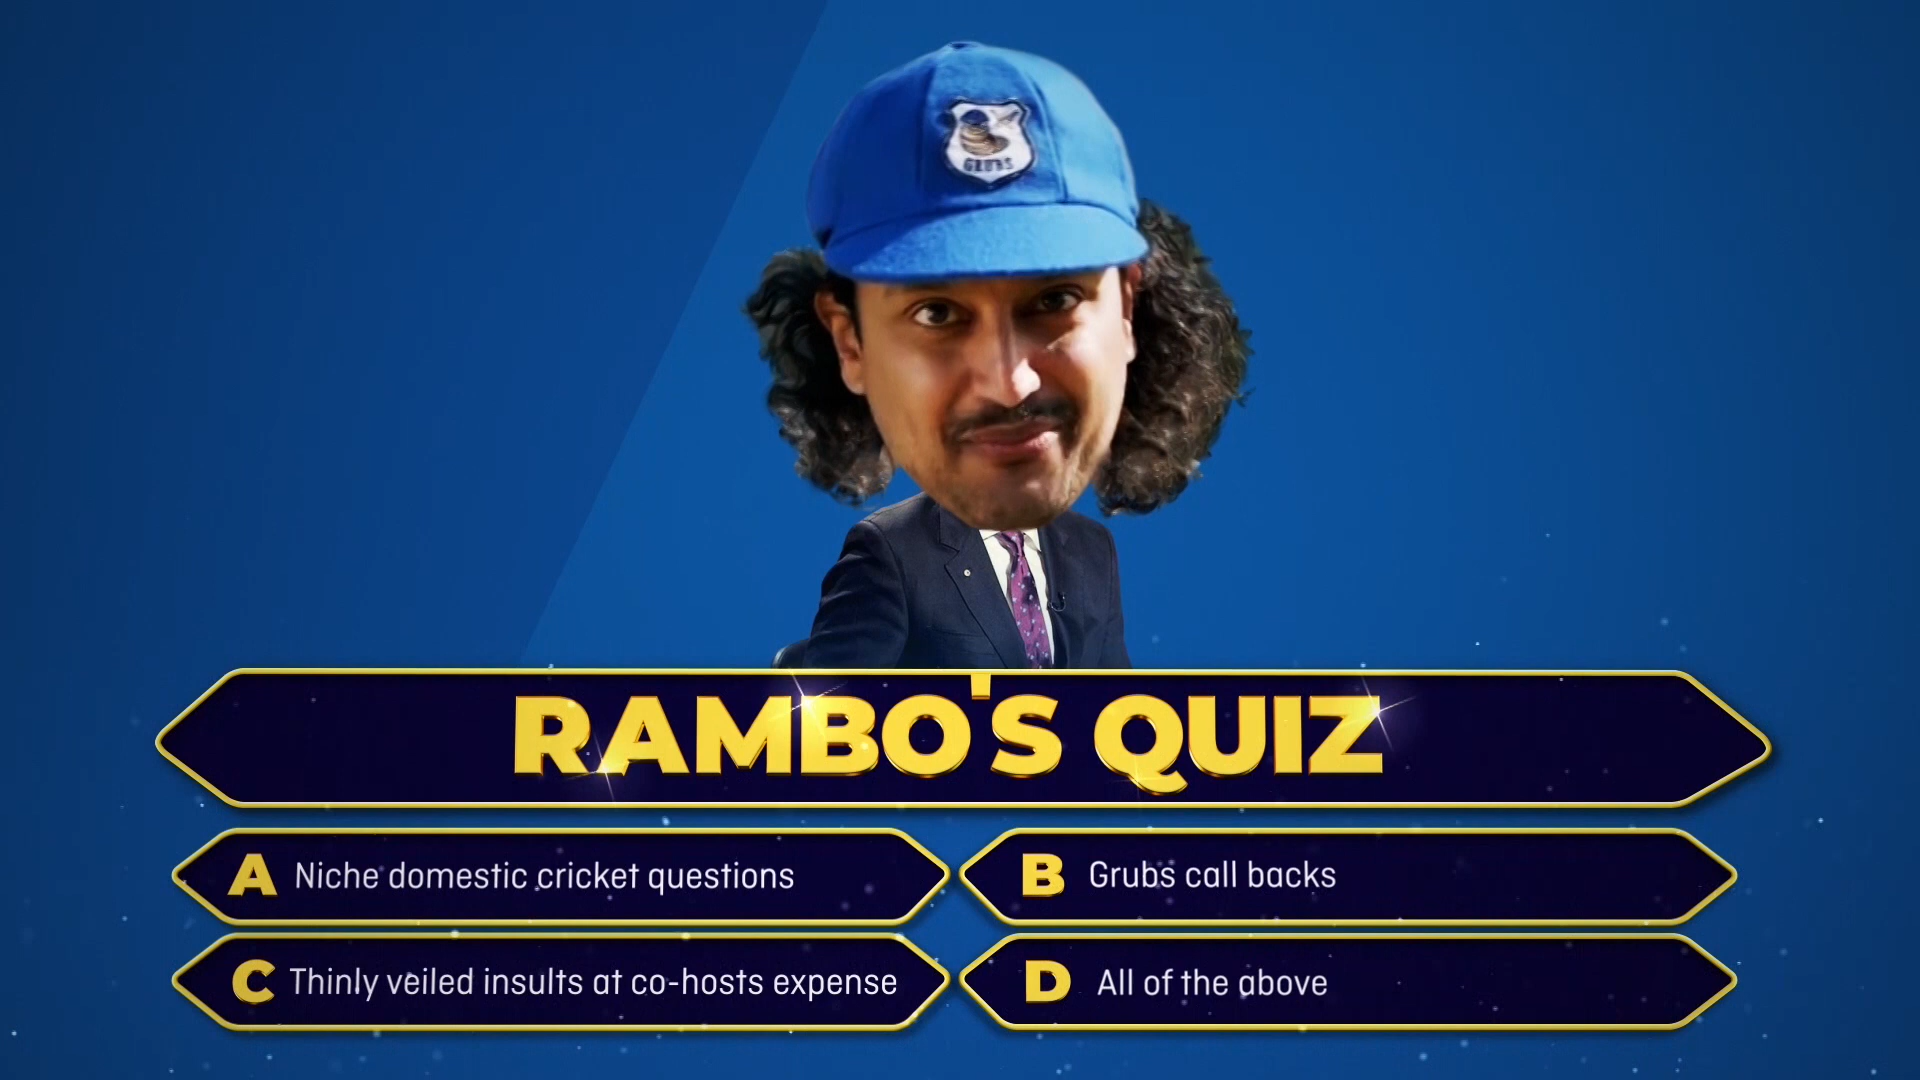 GRUBS
RAMBO'S QUIZ
A Niche domestic cricket questions
B Grubs call backs
C Thinly veiled insults at co-hosts expense
D All of the above